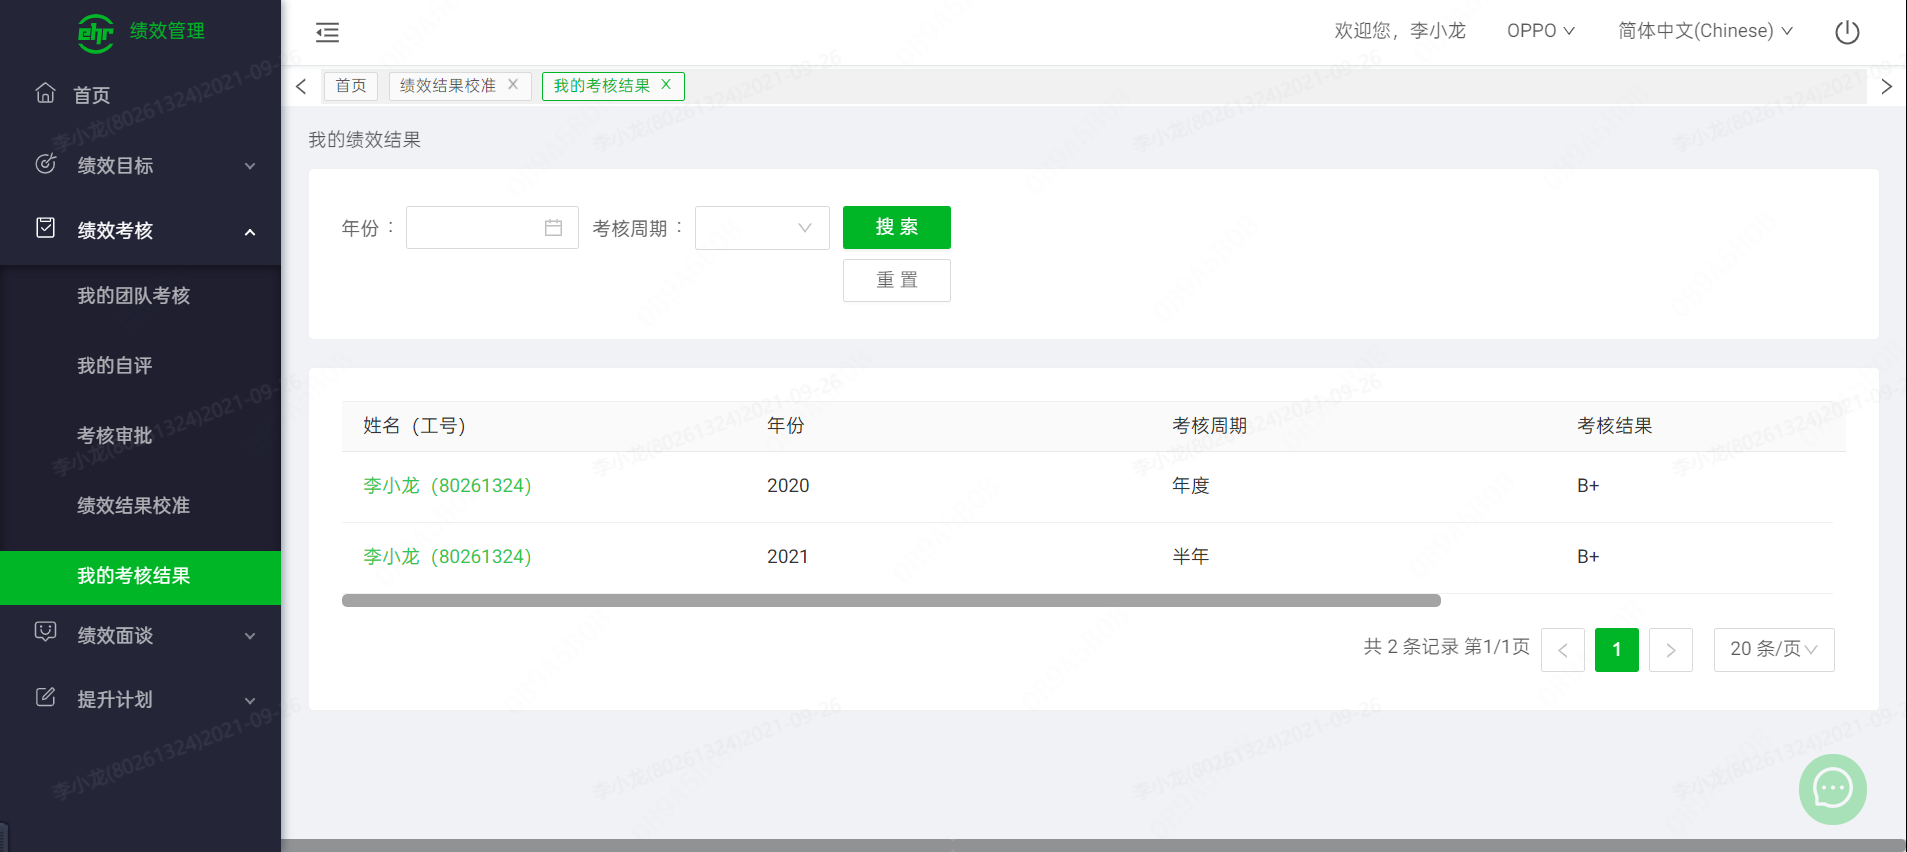 ehr 绩效管理
欢迎您，李小龙 OPPO 简体中文(Chinese)
首页
绩效目标
绩效考核
我的团队考核
我的自评
考核审批
绩效结果校准
我的考核结果
绩效面谈
提升计划
首页 绩效结果校准 X 我的考核结果 X
我的绩效结果
年份： 考核周期： 搜 索
重 置
姓名（工号） 年份 考核周期 考核结果
李小龙（80261324） 2020 年度 B+
李小龙（80261324） 2021 半年 B+
共 2 条记录 第1/1页 < 1 > 20 条/页
李小龙(80261324)2021-09-26